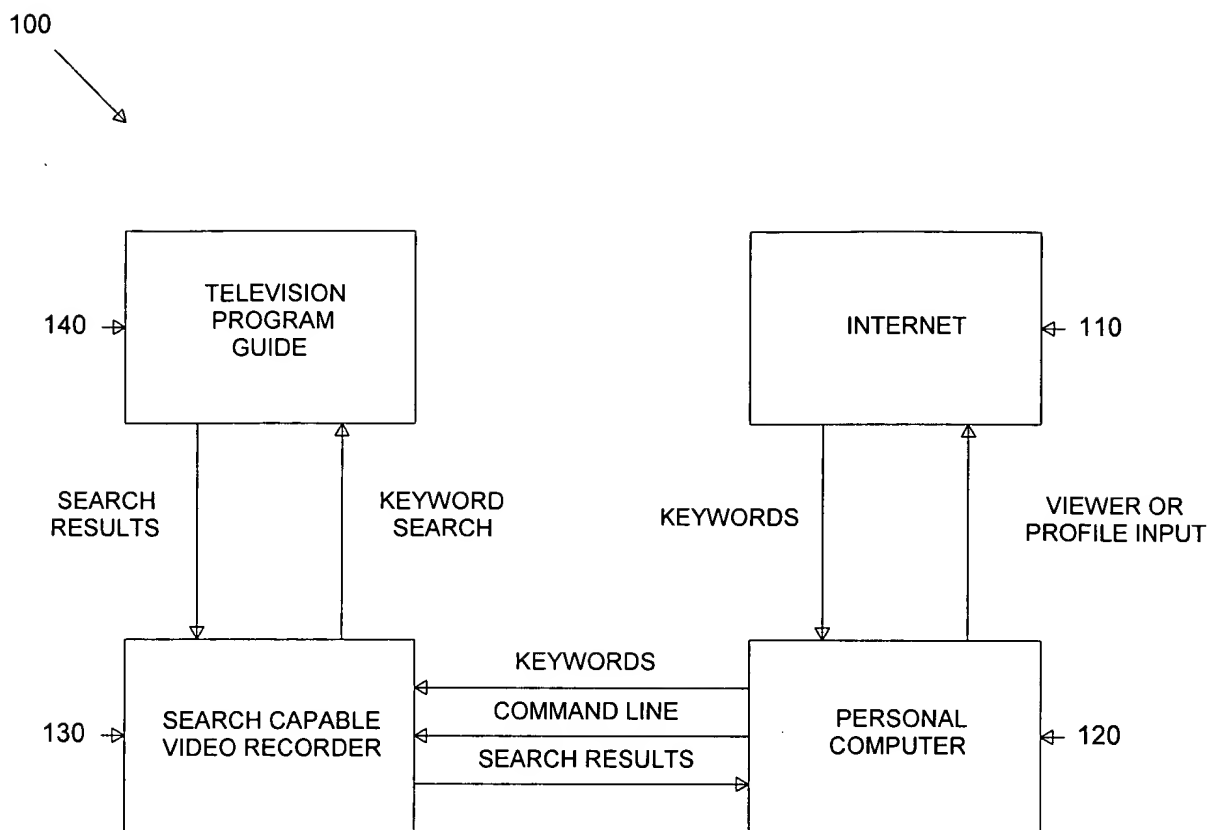 100
TELEVISION
PROGRAM
GUIDE
140
INTERNET
110
SEARCH
RESULTS
KEYWORD
SEARCH
KEYWORDS
VIEWER OR
PROFILE INPUT
KEYWORDS
COMMAND LINE
SEARCH RESULTS
130
SEARCH CAPABLE
VIDEO RECORDER
PERSONAL
COMPUTER
120